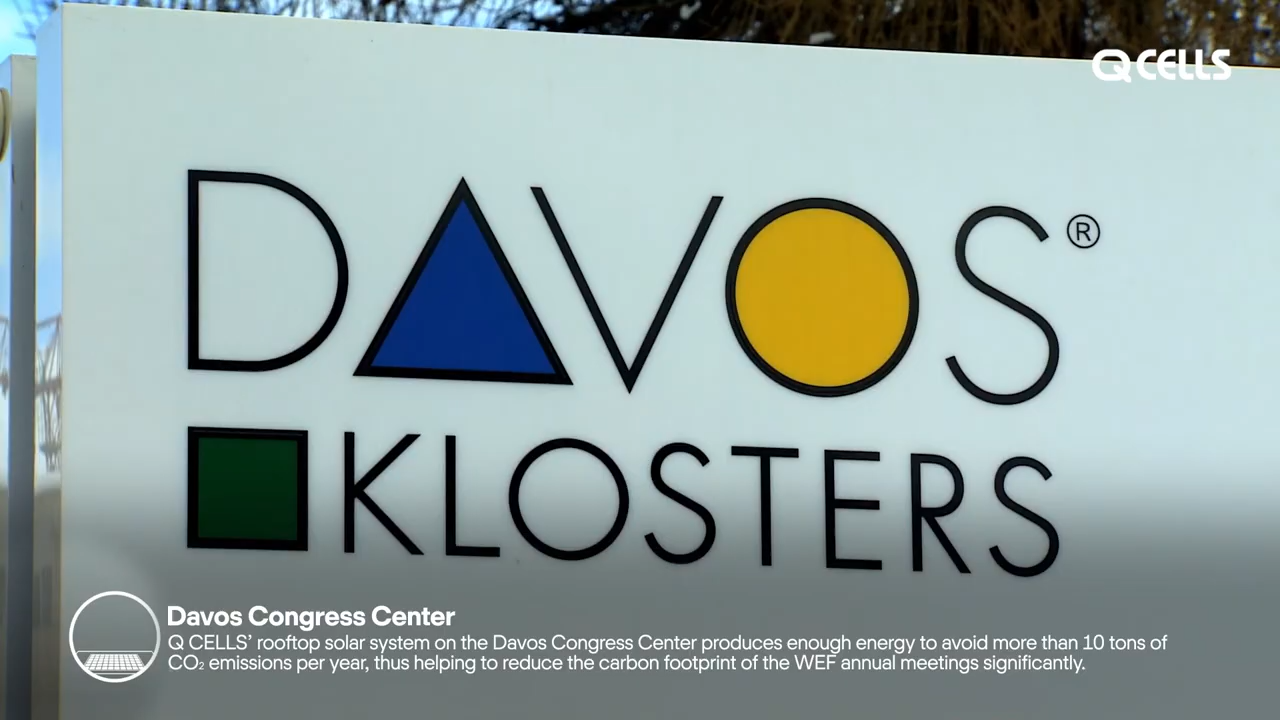 Q CELLS
DAVOS®
KLOSTERS
Davos Congress Center
Q CELLS' rooftop solar system on the Davos Congress Center produces enough energy to avoid more than 10 tons of
CO₂ emissions per year, thus helping to reduce the carbon footprint of the WEF annual meetings significantly.